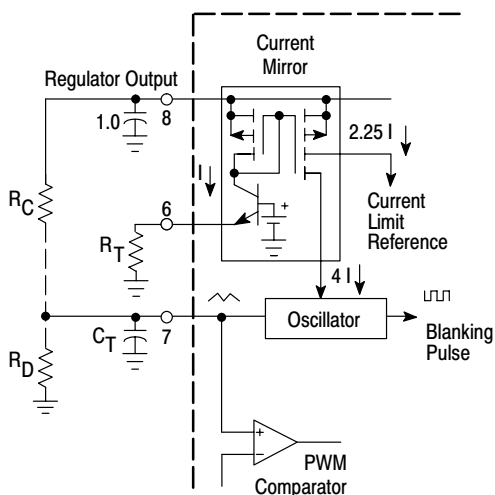 Current
Mirror
Regulator Output
1.0
8
2.25 I
I
Current
Limit
Reference
R_C
6
R_T
4 I
Oscillator
Blanking
Pulse
C_T
7
R_D
+
+
−
PWM
Comparator